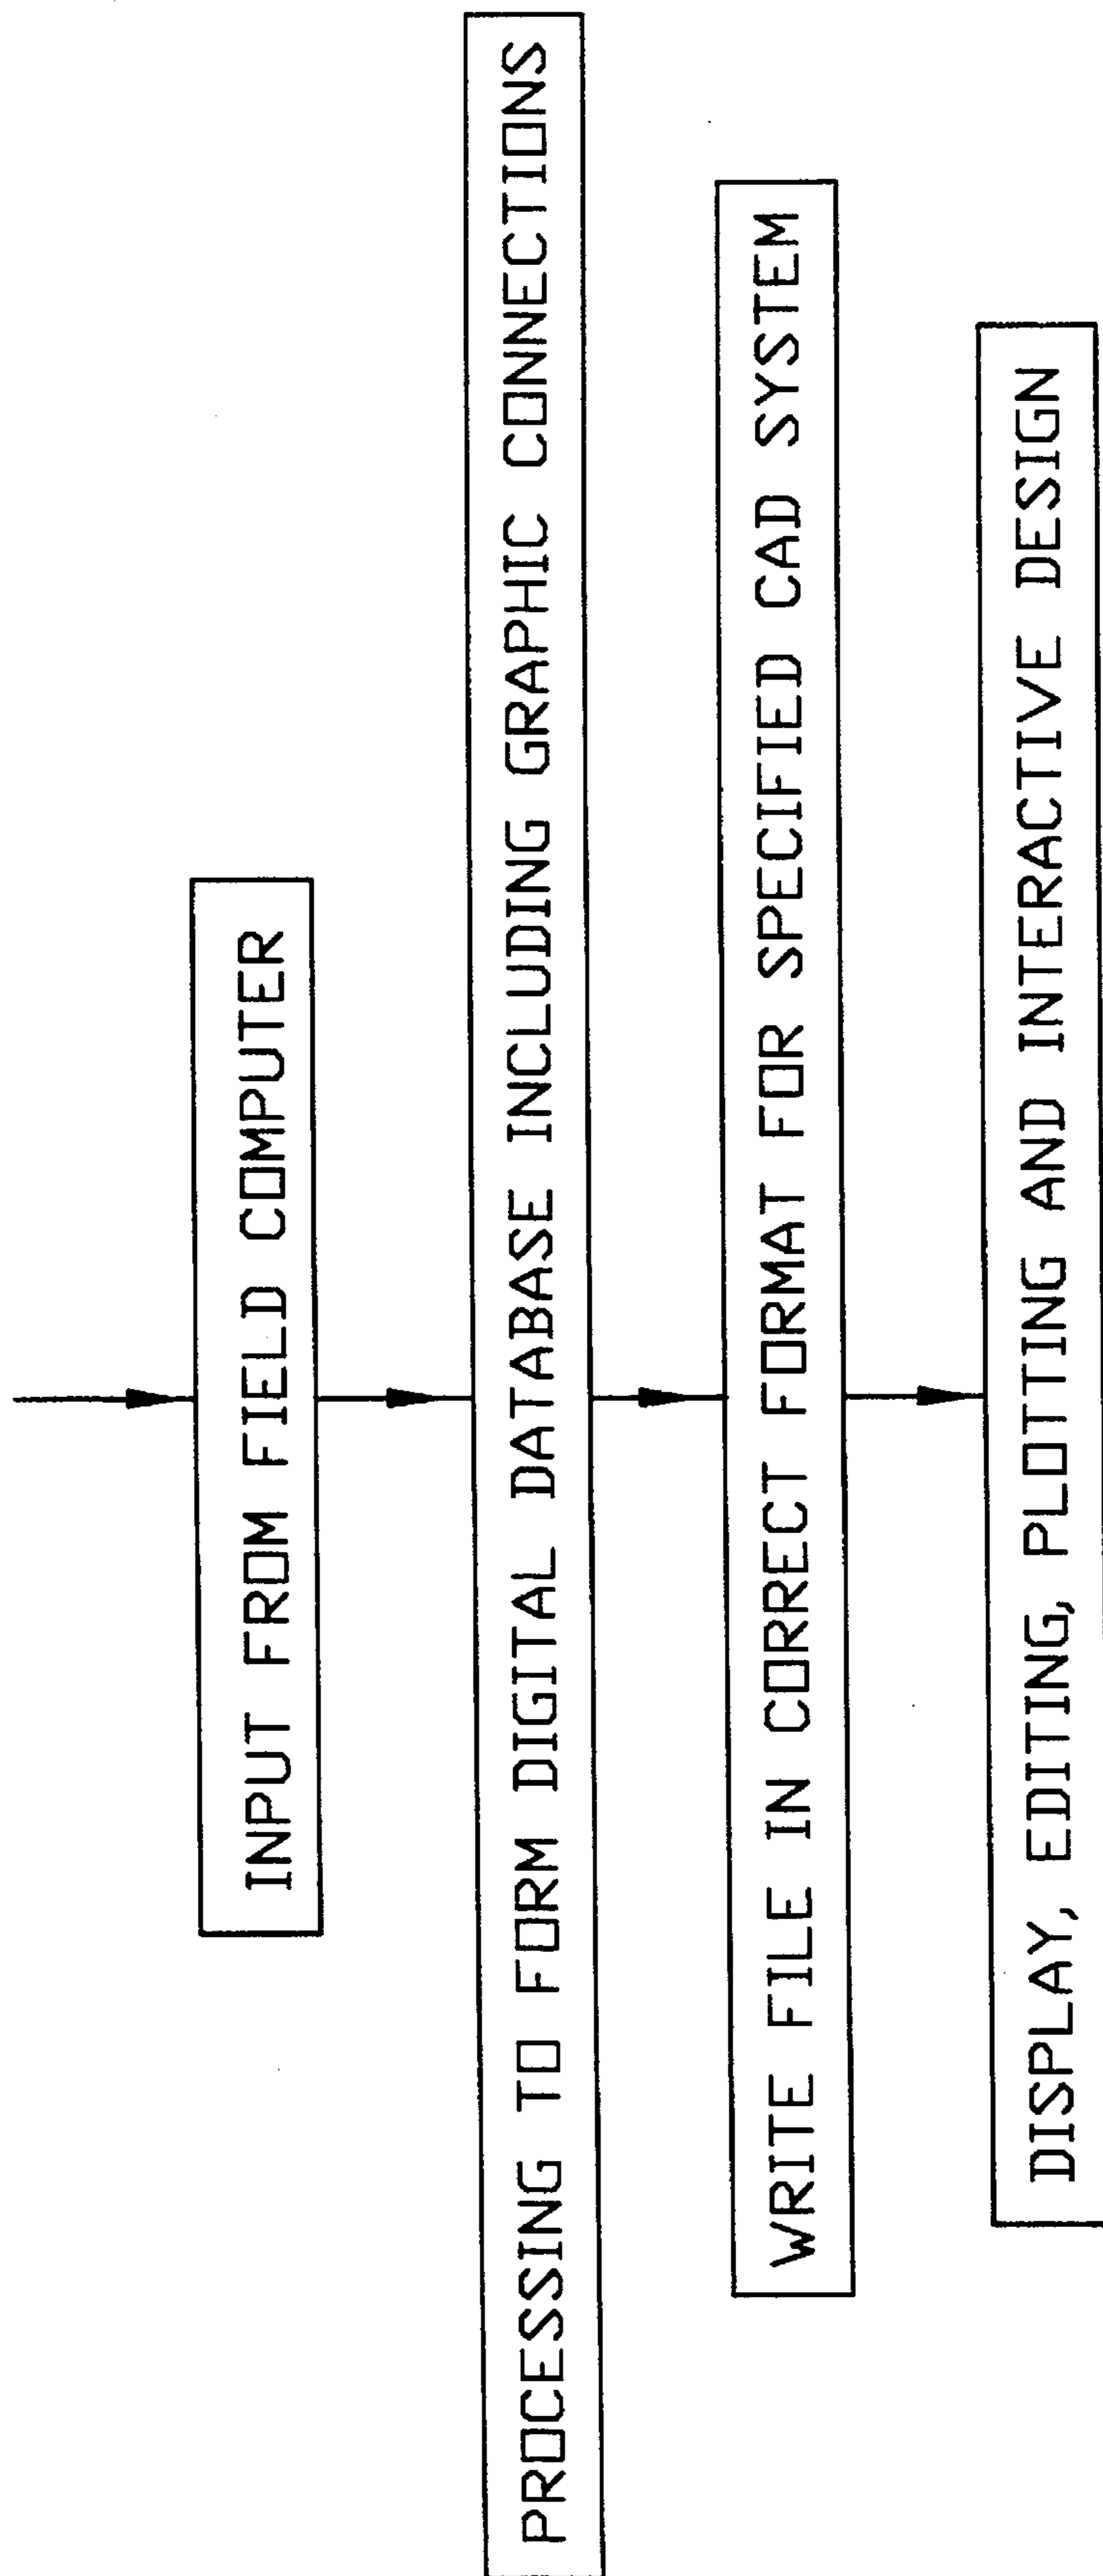 INPUT FROM FIELD COMPUTER
PROCESSING TO FORM DIGITAL DATABASE INCLUDING GRAPHIC CONNECTIONS
WRITE FILE IN CORRECT FORMAT FOR SPECIFIED CAD SYSTEM
DISPLAY, EDITING, PLOTTING AND INTERACTIVE DESIGN